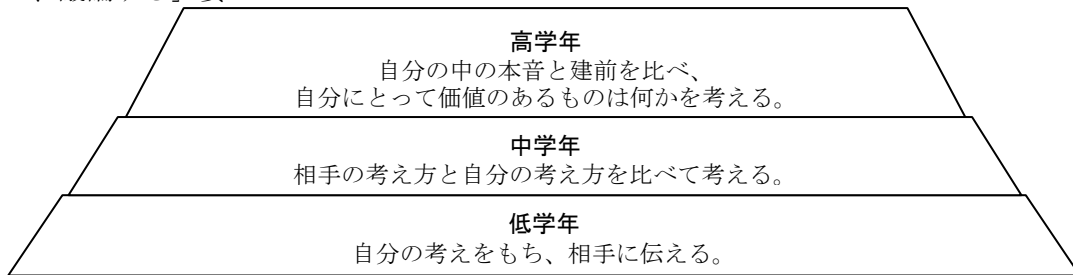 高学年
自分の中の本音と建前を比べ、
自分にとって価値のあるものは何かを考える。
中学年
相手の考え方と自分の考え方を比べて考える。
低学年
自分の考えをもち、相手に伝える。